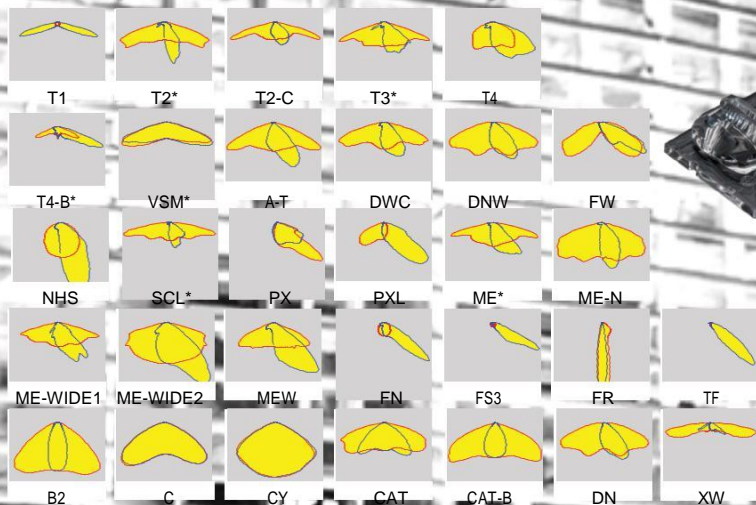 T1 T2* T2-C T3* T4
T4-B* VSM* A-T DWC DNW FW
NHS SCL* PX PXL ME* ME-N
ME-WIDE1 ME-WIDE2 MEW FN FS3 FR TF
B2 C CY CAT CAT-B DN XW